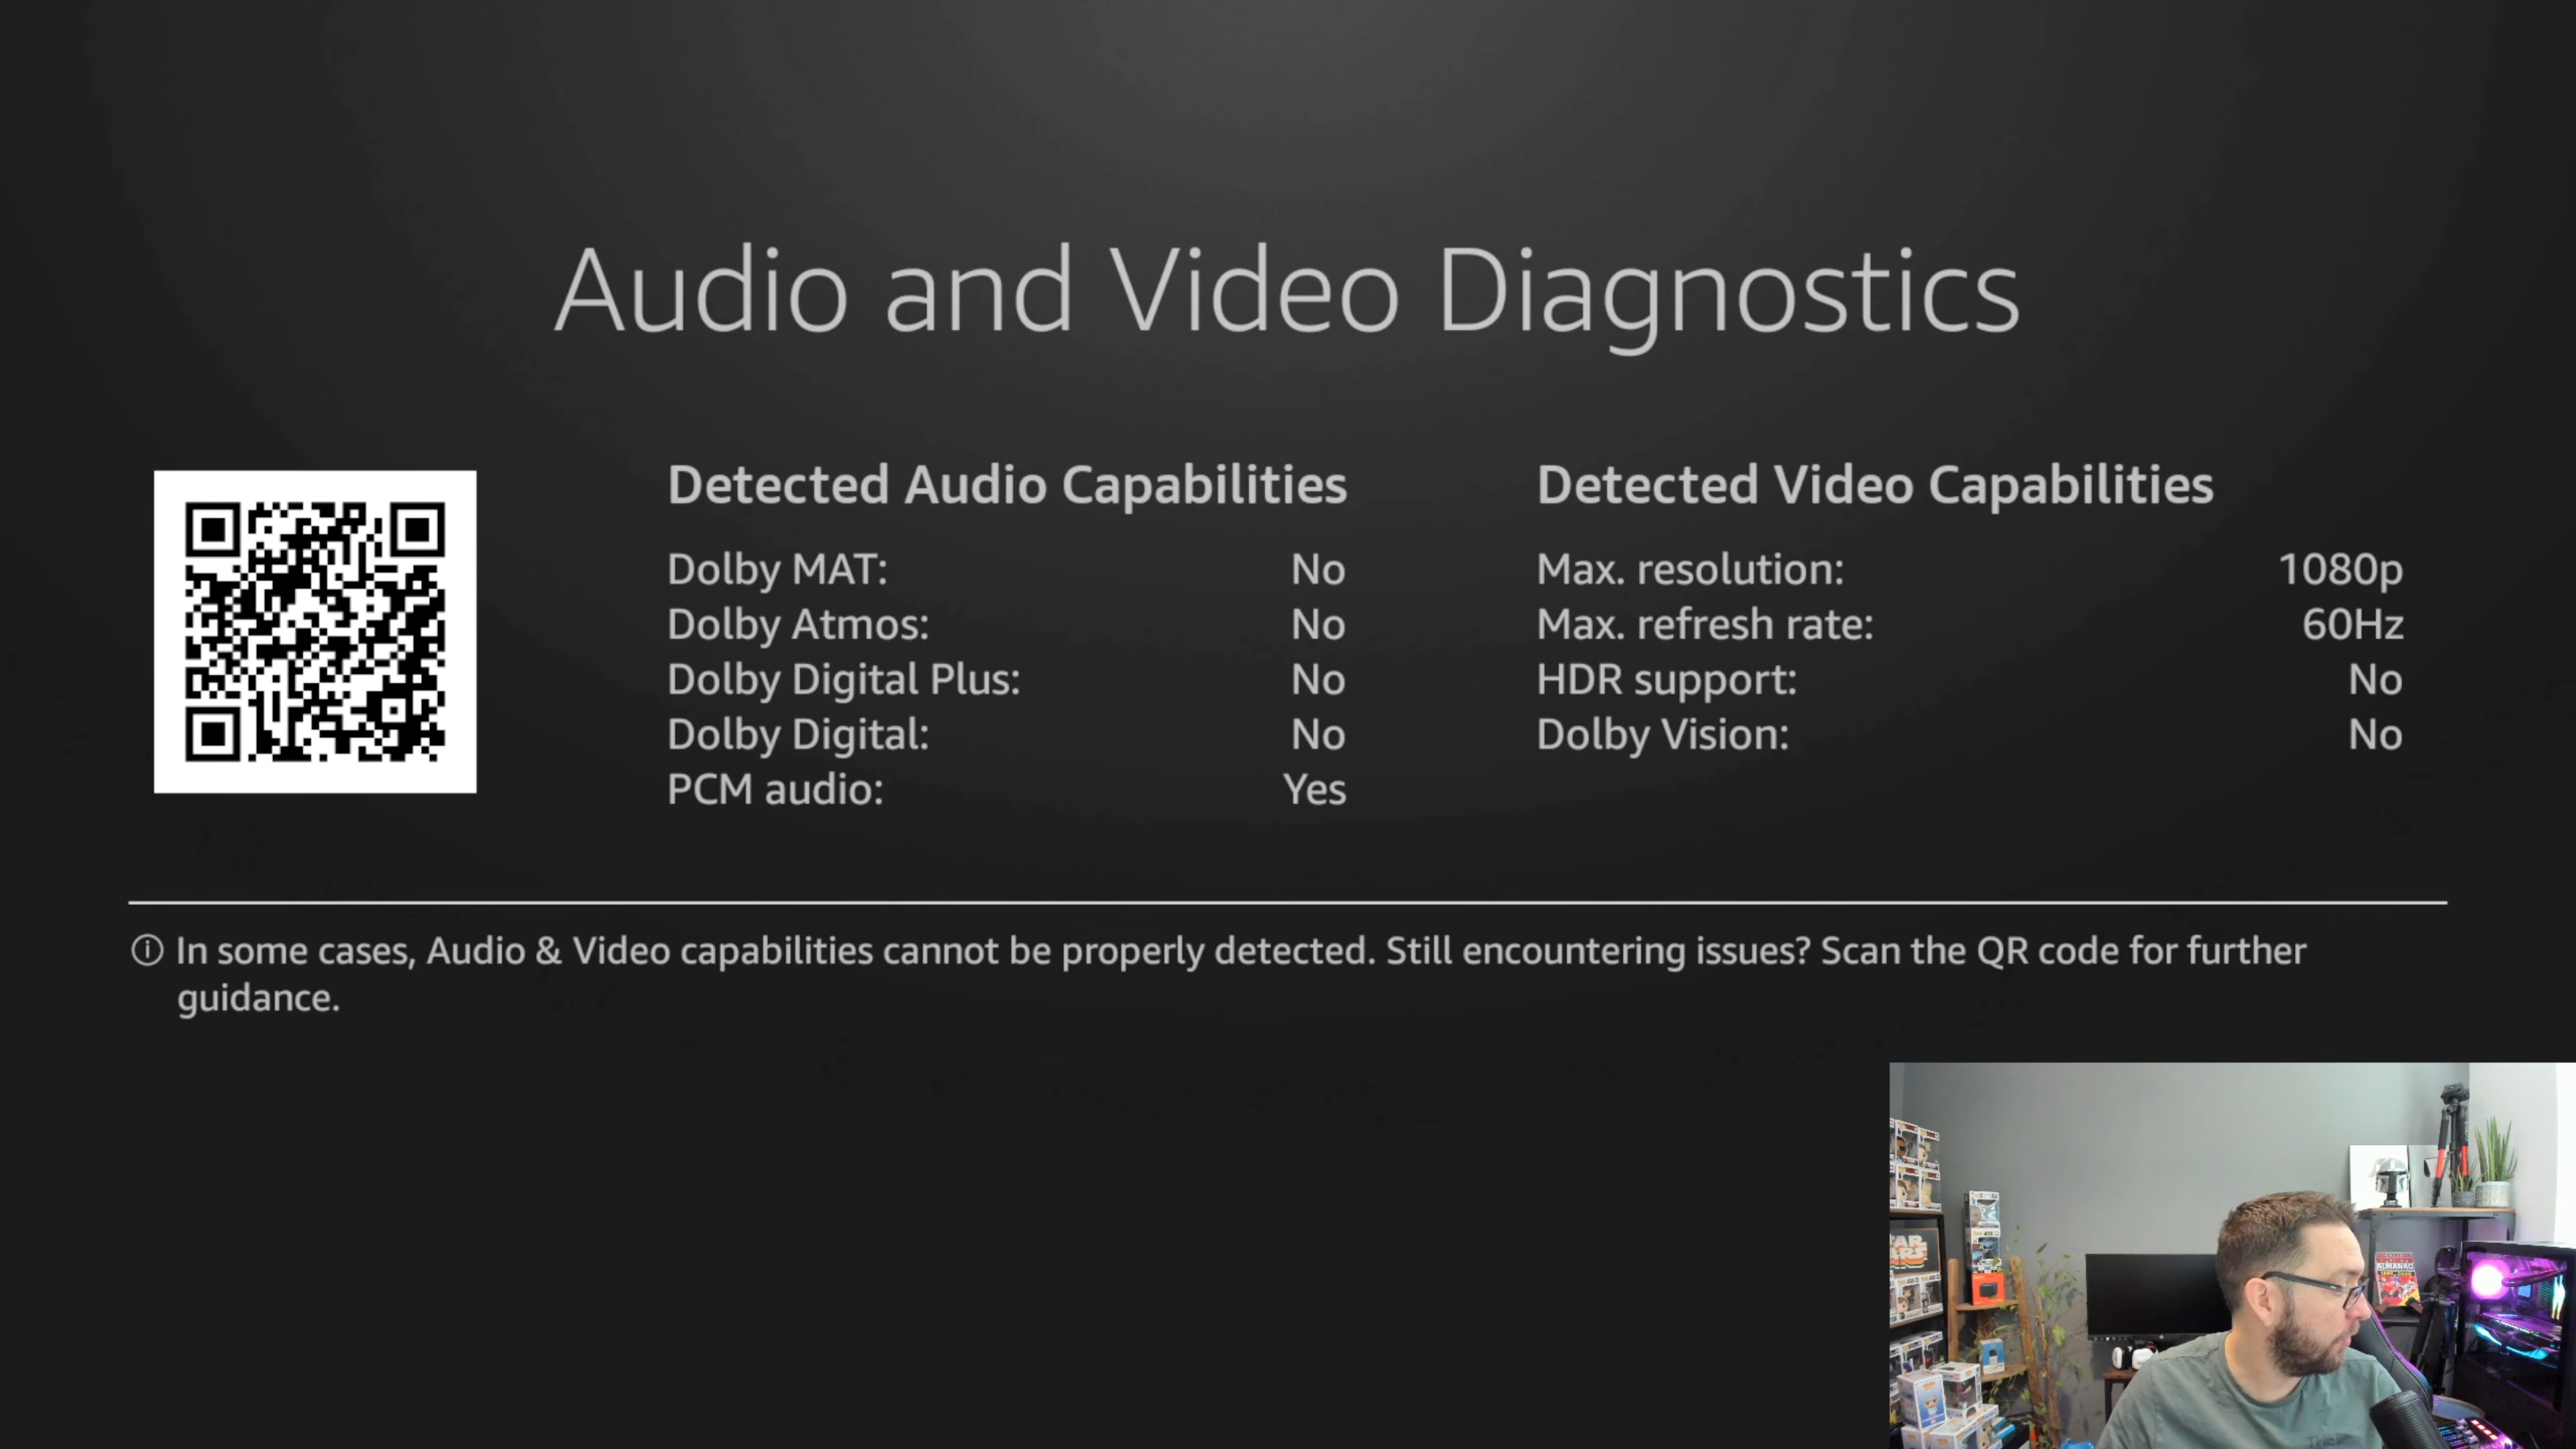 Audio and Video Diagnostics
Detected Audio Capabilities
Dolby MAT: No
Dolby Atmos: No
Dolby Digital Plus: No
Dolby Digital: No
PCM audio: Yes
Detected Video Capabilities
Max. resolution: 1080p
Max. refresh rate: 60Hz
HDR support: No
Dolby Vision: No
ⓘ In some cases, Audio & Video capabilities cannot be properly detected. Still encountering issues? Scan the QR code for further
guidance.
ALMANAC